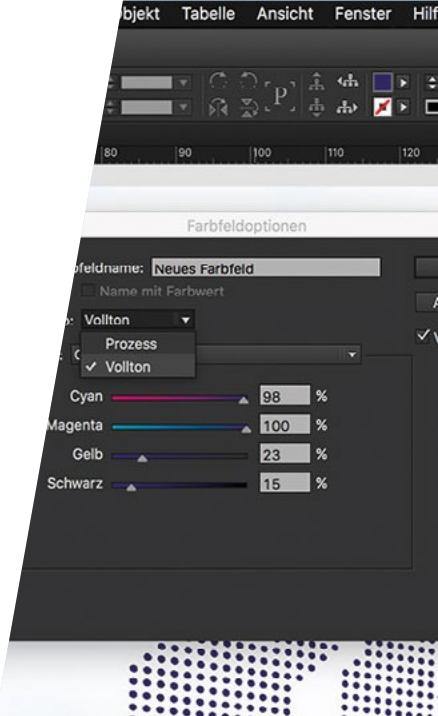 bjekt Tabelle Ansicht Fenster Hilf
P
80 90 100 110 120
Farbfeldoptionen
feldname: Neues Farbfeld
Name mit Farbwert
Vollton
Prozess
Vollton
Cyan 98 %
Magenta 100 %
Gelb 23 %
Schwarz 15 %